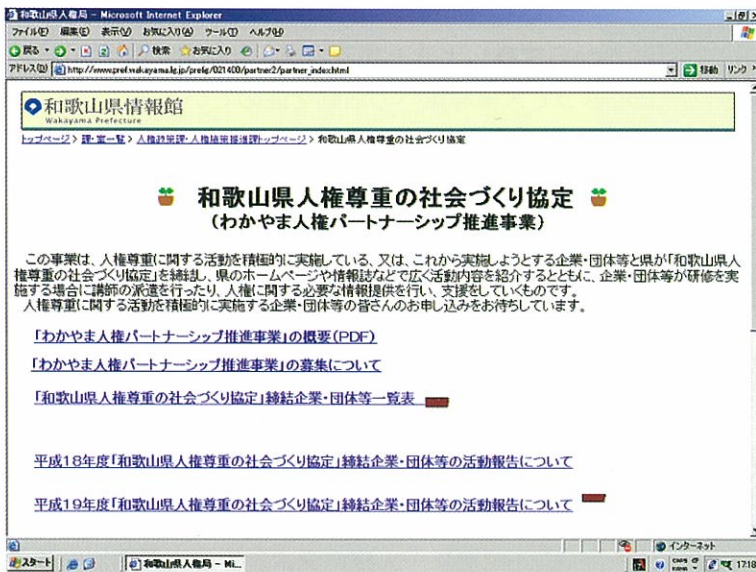 和歌山県人権局 - Microsoft Internet Explorer
ファイル(F) 編集(E) 表示(V) お気に入り(A) ツール(T) ヘルプ(H)
戻る 検索 お気に入り
アドレス(D) http://www.pref.wakayama.lg.jp/prefg/021400/partner2/partner_index.html 移動 リンク
和歌山県情報館
Wakayama Prefecture
トップページ > 課・室一覧 > 人権政策課・人権施策推進課トップページ > 和歌山県人権尊重の社会づくり協定
和歌山県人権尊重の社会づくり協定
(わかやま人権パートナーシップ推進事業)
この事業は、人権尊重に関する活動を積極的に実施している、又は、これから実施しようとする企業・団体等と県が「和歌山県人
権尊重の社会づくり協定」を締結し、県のホームページや情報誌などで広く活動内容を紹介するとともに、企業・団体等が研修を実
施する場合に講師の派遣を行ったり、人権に関する必要な情報提供を行い、支援をしていくものです。
人権尊重に関する活動を積極的に実施する企業・団体等の皆さんのお申し込みをお待ちしています。
「わかやま人権パートナーシップ推進事業」の概要(PDF)
「わかやま人権パートナーシップ推進事業」の募集について
「和歌山県人権尊重の社会づくり協定」締結企業・団体等一覧表
平成18年度「和歌山県人権尊重の社会づくり協定」締結企業・団体等の活動報告について
平成19年度「和歌山県人権尊重の社会づくり協定」締結企業・団体等の活動報告について
インターネット
スタート 和歌山県人権局 - Mi...